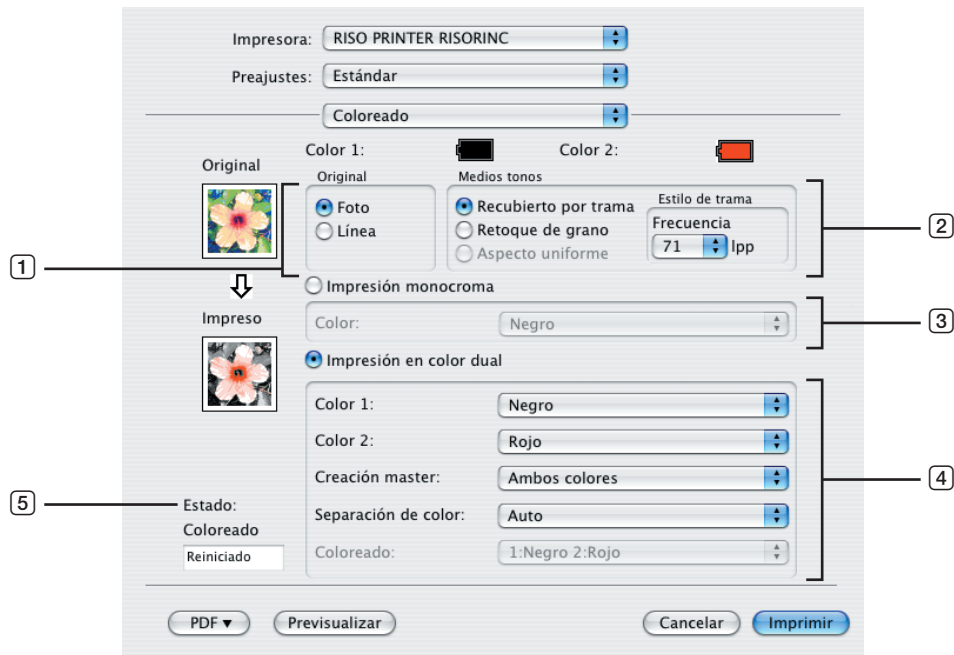 Impresora: RISO PRINTER RISORINC
Preajustes: Estándar
Coloreado
Color 1: Color 2:
Original
Original
Medios tonos
Foto
Línea
Recubierto por trama
Retoque de grano
Aspecto uniforme
Estilo de trama
Frecuencia
71 lpp
1
2
Impresión monocroma
Impreso
Color: Negro
3
Impresión en color dual
Color 1: Negro
Color 2: Rojo
Creación master: Ambos colores
Separación de color: Auto
Coloreado: 1:Negro 2:Rojo
4
5
Estado:
Coloreado
Reiniciado
PDF▼ Previsualizar Cancelar Imprimir